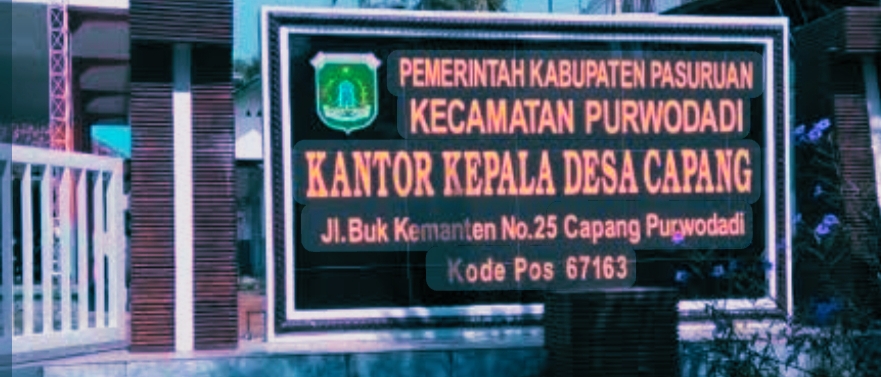 PEMERINTAH KABUPATEN PASURUAN
KECAMATAN PURWODADI
KANTOR KEPALA DESA CAPANG
Jl.Buk Kemanten No.25 Capang Purwodadi
Kode Pos 67163